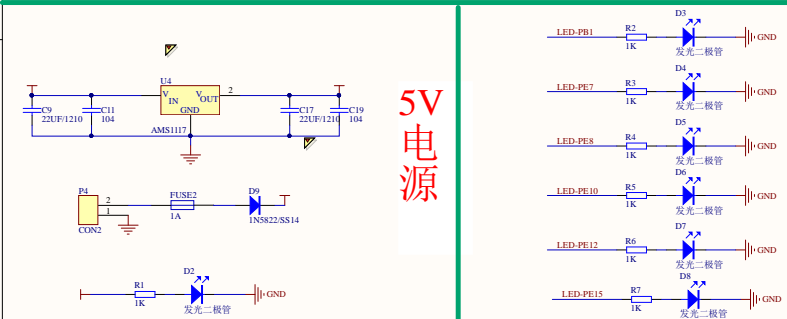 U4
V IN
V OUT
2
GND
AMS1117
C9
22UF/1210
C11
104
C17
22UF/1210
C19
104
P4
2
1
CON2
FUSE2
1A
D9
1N5822/SS14
R1
1K
D2
发光二极管
GND
5V
电
源
D3
LED-PB1
R2
1K
发光二极管
GND
D4
LED-PE7
R3
1K
发光二极管
GND
D5
LED-PE8
R4
1K
发光二极管
GND
D6
LED-PE10
R5
1K
发光二极管
GND
D7
LED-PE12
R6
1K
发光二极管
GND
D8
LED-PE15
R7
1K
发光二极管
GND